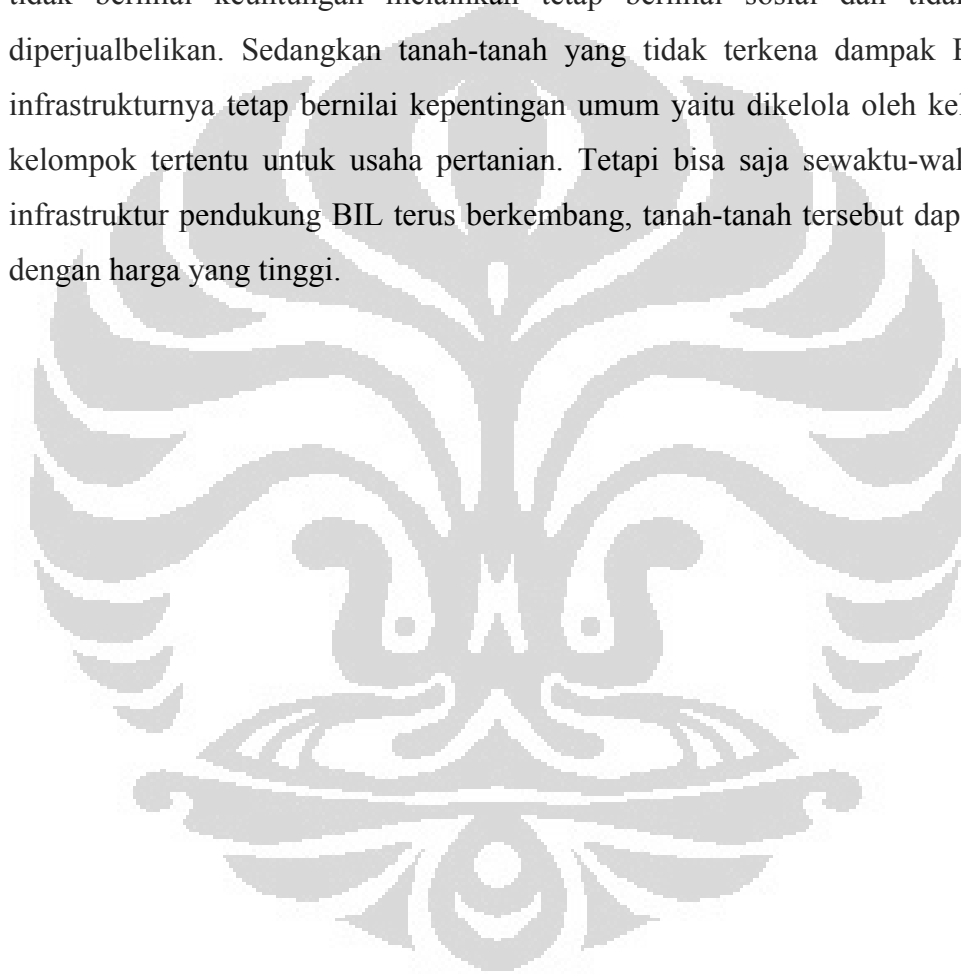 tidak bernilai keuntungan melainkan tetap bernilai sosial dan
diperjualbelikan. Sedangkan tanah-tanah yang tidak terkena dampak
infrastrukturnya tetap bernilai kepentingan umum yaitu dikelola oleh
kelompok tertentu untuk usaha pertanian. Tetapi bisa saja
infrastruktur pendukung BIL terus berkembang, tanah-tanah tersebut
dengan harga yang tinggi.